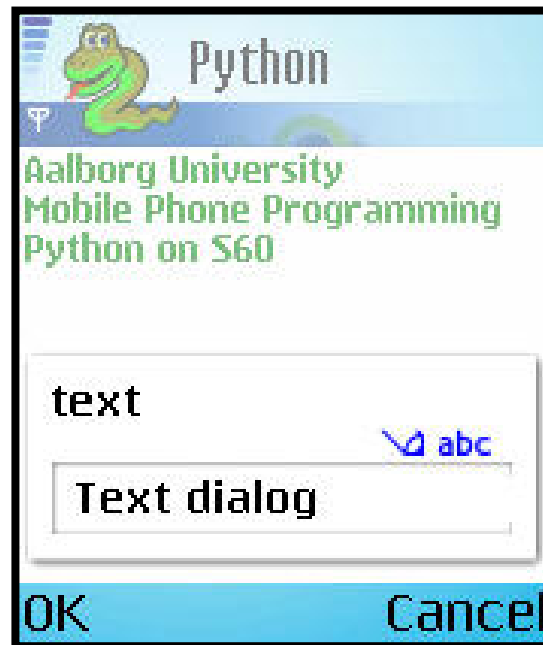 Python
Aalborg University
Mobile Phone Programming
Python on S60
text
abc
Text dialog
OK Cancel